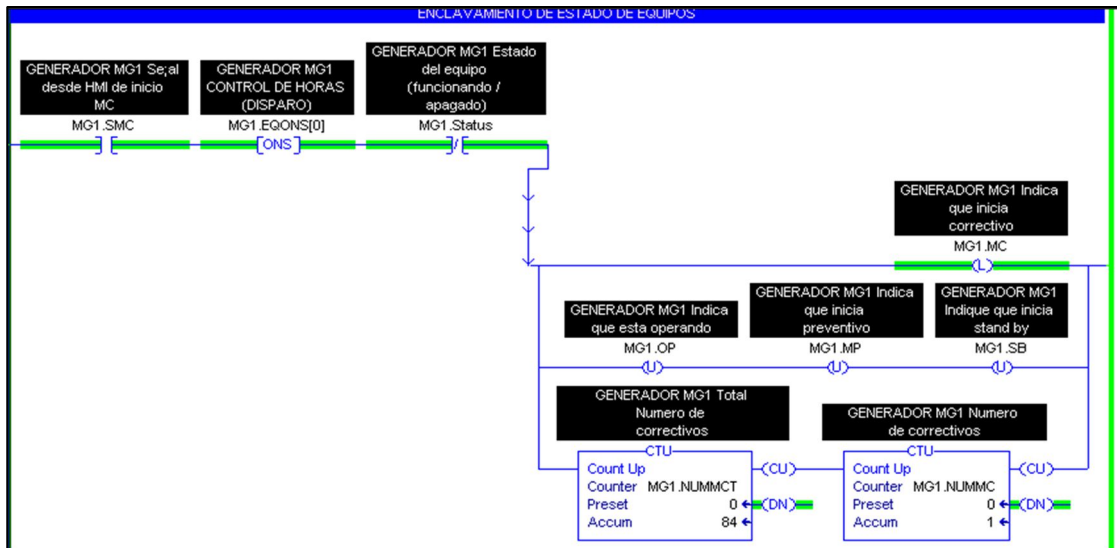 ENCLAVAMIENTO DE ESTADO DE EQUIPOS
GENERADOR MG1 Se;al
desde HMI de inicio
MC
MG1.SMC
GENERADOR MG1
CONTROL DE HORAS
(DISPARO)
MG1.EQONS[0]
ONS
GENERADOR MG1 Estado
del equipo
(funcionando /
apagado)
MG1.Status
/
GENERADOR MG1 Indica
que inicia
correctivo
MG1.MC
L
GENERADOR MG1 Indica
que esta operando
MG1.OP
U
GENERADOR MG1 Indica
que inicia
preventivo
MG1.MP
U
GENERADOR MG1
Indique que inicia
stand by
MG1.SB
U
GENERADOR MG1 Total
Numero de
correctivos
CTU
Count Up
Counter MG1.NUMMCT
Preset 0
Accum 84
(CU)
(DN)
GENERADOR MG1 Numero
de correctivos
CTU
Count Up
Counter MG1.NUMMC
Preset 0
Accum 1
(CU)
(DN)